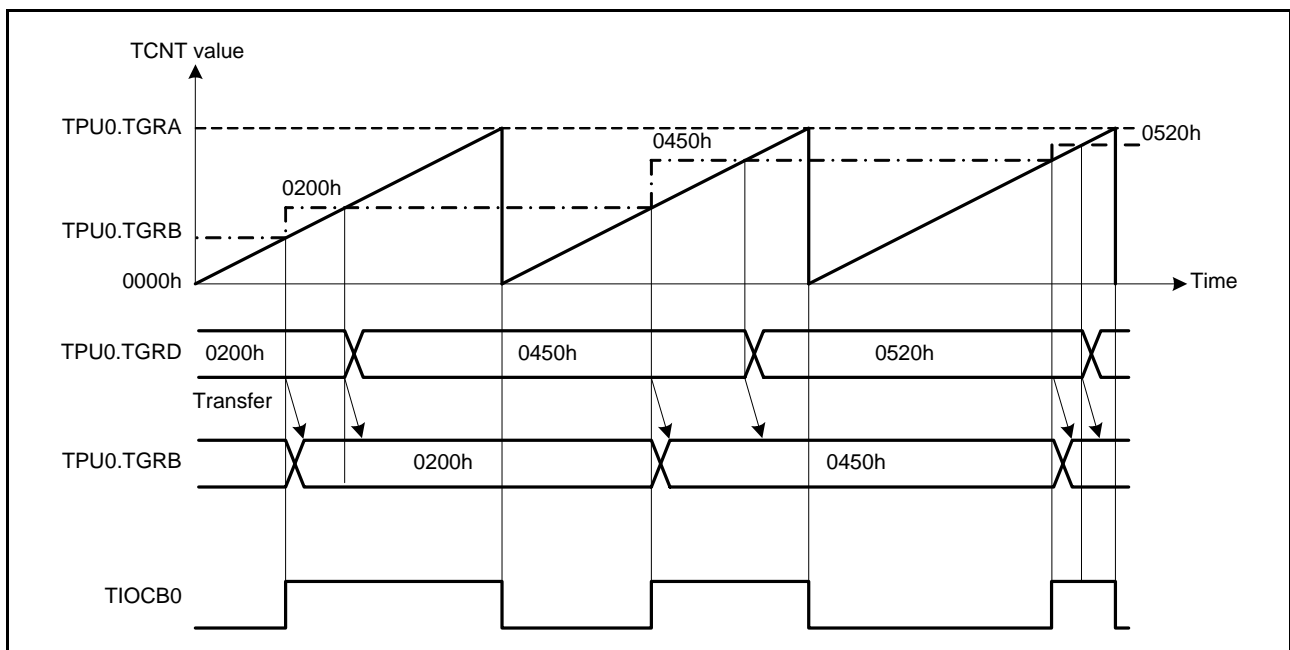 TCNT value
TPU0.TGRA
0520h
0450h
0200h
TPU0.TGRB
0000h
Time
TPU0.TGRD
0200h
0450h
0520h
Transfer
TPU0.TGRB
0200h
0450h
TIOCB0